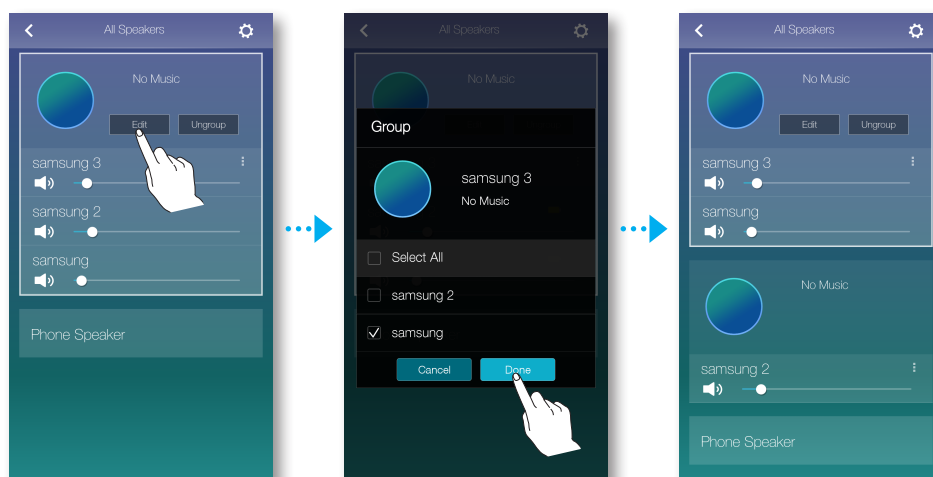 All Speakers
No Music
Edit
Ungroup
samsung 3
samsung 2
samsung
Phone Speaker
All Speakers
No Music
Group
samsung 3
No Music
Select All
samsung 2
samsung
Cancel
Done
All Speakers
No Music
Edit
Ungroup
samsung 3
samsung
No Music
samsung 2
Phone Speaker